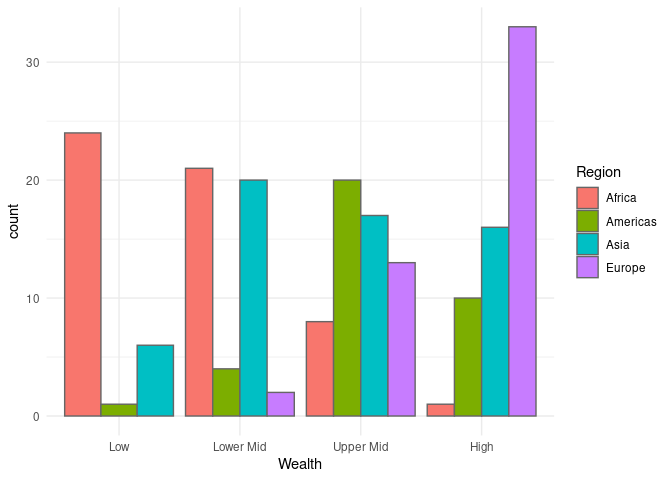 30
20
10
0
count
Low
Lower Mid
Upper Mid
High
Wealth
Region
Africa
Americas
Asia
Europe